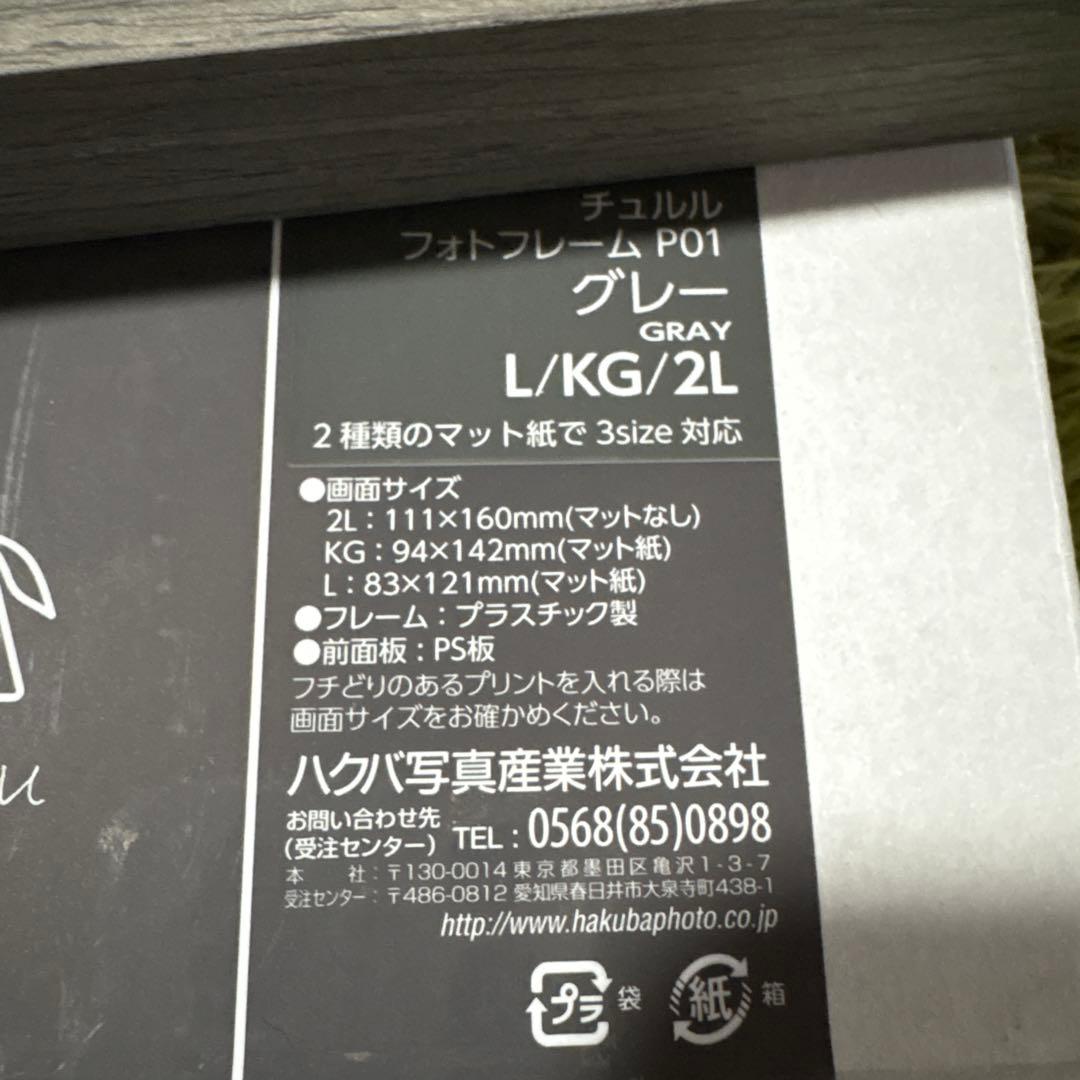 チュルル
フォトフレーム P01
グレー
GRAY
L/KG/2L
2種類のマット紙で 3size 対応
●画面サイズ
2L：111×160mm(マットなし)
KG：94×142mm(マット紙)
L：83×121mm(マット紙)
●フレーム：プラスチック製
●前面板：PS板
フチどりのあるプリントを入れる際は
画面サイズをお確かめください。
ハクバ写真産業株式会社
お問い合わせ先
(受注センター) TEL：0568(85)0898
本 社：〒130-0014 東京都墨田区亀沢1-3-7
受注センター：〒486-0812 愛知県春日井市大泉寺町438-1
http://www.hakubaphoto.co.jp
プラ 袋 紙 箱